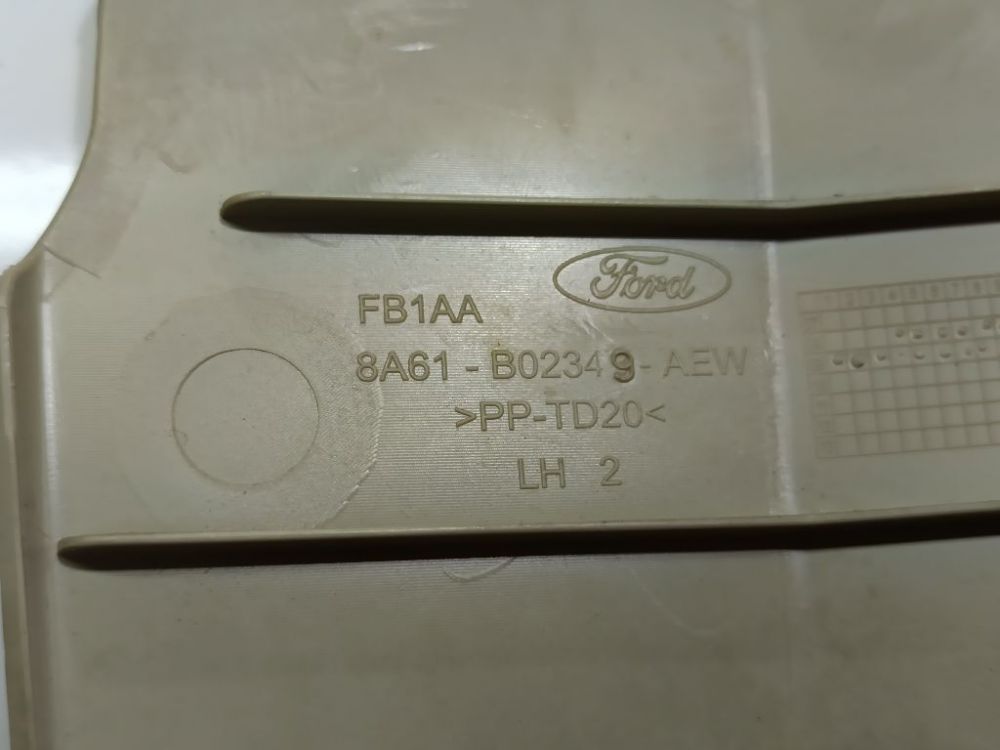 Ford
FB1AA
8A61 - B02349-AEW
>PP-TD20<
LH 2